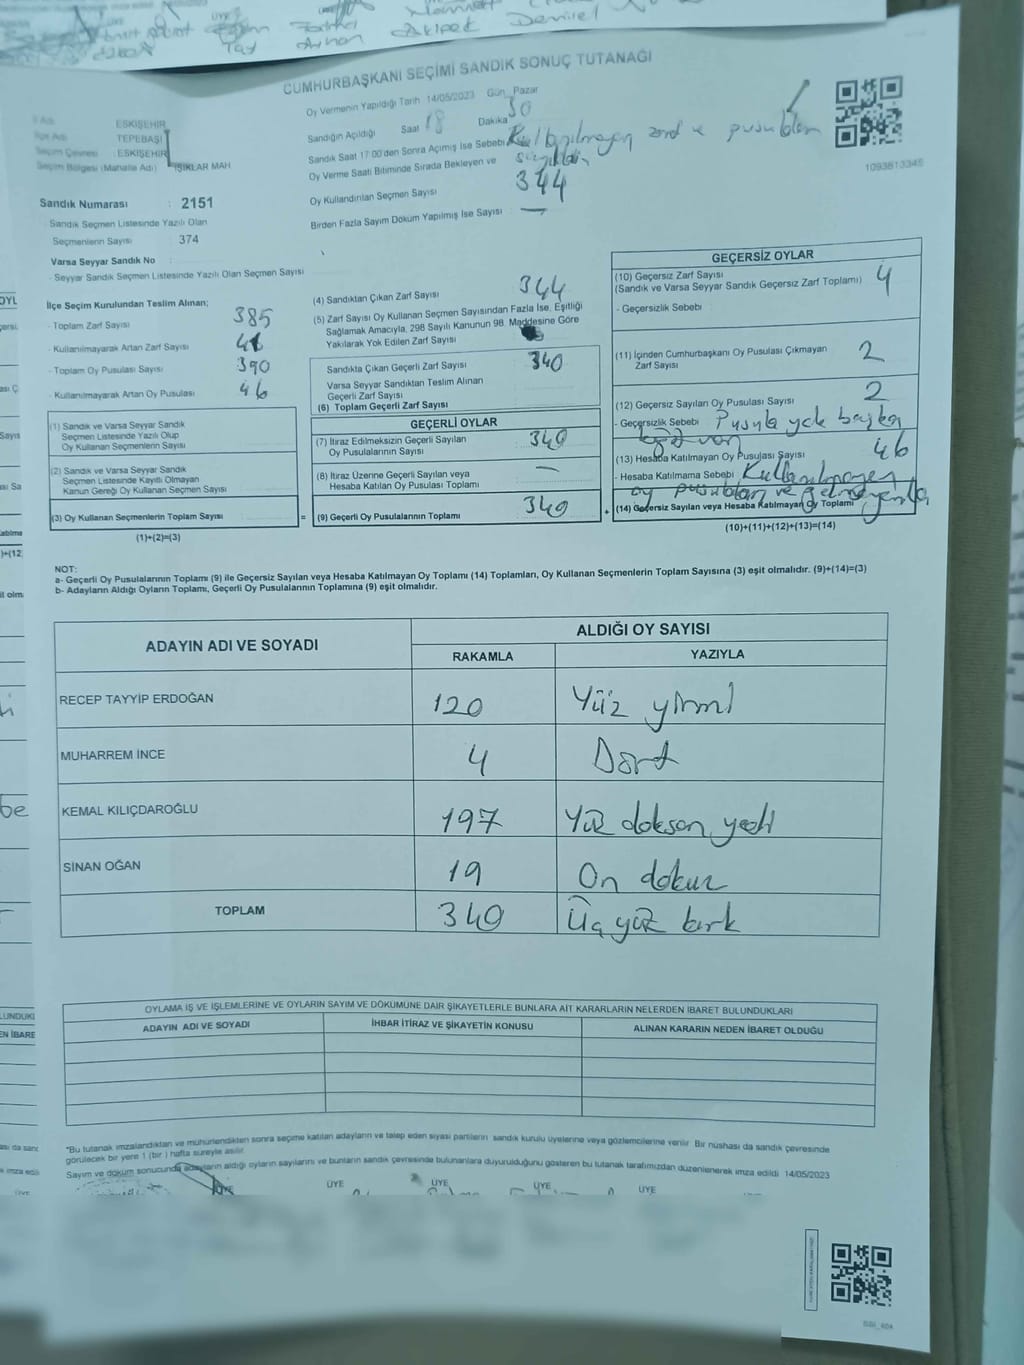 Tay
Ayhan
Akpek
Demirel
CUMHURBAŞKANI SEÇİMİ SANDIK SONUÇ TUTANAĞI
Oy Vermenin Yapıldığı Tarih 14/05/2023 Gün Pazar
Sandığın Açıldığı Saat 18 Dakika 30
Sandık Saat 17:00'den Sonra Açımış İse Sebebi Kullanılmayan zarf ve pusulaların
Oy Verme Saati Bitiminde Sırada Bekleyen ve
Oy Kullandırılan Seçmen Sayısı 344
Birden Fazla Sayım Döküm Yapılmış İse Sayısı —
1093813345
İl Adı ESKİŞEHİR
İlçe Adı TEPEBAŞI
Seçim Çevresi : ESKİŞEHİR
Seçim Bölgesi (Mahalle Adı) IŞIKLAR MAH
Sandık Numarası : 2151
Sandık Seçmen Listesinde Yazılı Olan
Seçmenlerin Sayısı : 374
Varsa Seyyar Sandık No
- Seyyar Sandık Seçmen Listesinde Yazılı Olan Seçmen Sayısı
İlçe Seçim Kurulundan Teslim Alınan;
- Toplam Zarf Sayısı 385
- Kullanılmayarak Artan Zarf Sayısı 41
- Toplam Oy Pusulası Sayısı 390
- Kullanılmayarak Artan Oy Pusulası 46
(1) Sandık ve Varsa Seyyar Sandık
Seçmen Listesinde Yazılı Olup
Oy Kullanan Seçmenlerin Sayısı
(2) Sandık ve Varsa Seyyar Sandık
Seçmen Listesinde Kayıtlı Olmayan
Kanun Gereği Oy Kullanan Seçmen Sayısı
(3) Oy Kullanan Seçmenlerin Toplam Sayısı
(1)+(2)=(3)
(4) Sandıktan Çıkan Zarf Sayısı 344
(5) Zarf Sayısı Oy Kullanan Seçmen Sayısından Fazla İse, Eşitliği
Sağlamak Amacıyla, 298 Sayılı Kanunun 98. Maddesine Göre
Yakılarak Yok Edilen Zarf Sayısı
Sandıkta Çıkan Geçerli Zarf Sayısı 340
Varsa Seyyar Sandıktan Teslim Alınan
Geçerli Zarf Sayısı
(6) Toplam Geçerli Zarf Sayısı
GEÇERLİ OYLAR
(7) İtiraz Edilmeksizin Geçerli Sayılan
Oy Pusulalarının Sayısı 340
(8) İtiraz Üzerine Geçerli Sayılan veya
Hesaba Katılan Oy Pusulası Toplamı —
= (9) Geçerli Oy Pusulalarının Toplamı 340
GEÇERSİZ OYLAR
(10) Geçersiz Zarf Sayısı
(Sandık ve Varsa Seyyar Sandık Geçersiz Zarf Toplamı) 4
- Geçersizlik Sebebi
(11) İçinden Cumhurbaşkanı Oy Pusulası Çıkmayan
Zarf Sayısı 2
(12) Geçersiz Sayılan Oy Pusulası Sayısı 2
- Geçersizlik Sebebi Pusula yok başka
var
(13) Hesaba Katılmayan Oy Pusulası Sayısı 46
- Hesaba Katılmama Sebebi Kullanılmayan
oy pusulaları ve gelmeyenler
+ (14) Geçersiz Sayılan veya Hesaba Katılmayan Oy Toplamı
(10)+(11)+(12)+(13)=(14)
NOT:
a- Geçerli Oy Pusulalarının Toplamı (9) ile Geçersiz Sayılan veya Hesaba Katılmayan Oy Toplamı (14) Toplamları, Oy Kullanan Seçmenlerin Toplam Sayısına (3) eşit olmalıdır. (9)+(14)=(3)
b- Adayların Aldığı Oyların Toplamı, Geçerli Oy Pusulalarının Toplamına (9) eşit olmalıdır.
ADAYIN ADI VE SOYADI
ALDIĞI OY SAYISI
RAKAMLA YAZIYLA
RECEP TAYYİP ERDOĞAN 120 Yüz yirmi
MUHARREM İNCE 4 Dört
KEMAL KILIÇDAROĞLU 197 Yüz doksan yedi
SİNAN OĞAN 19 On dokuz
TOPLAM 340 Üç yüz kırk
OYLAMA İŞ VE İŞLEMLERİNE VE OYLARIN SAYIM VE DÖKÜMÜNE DAİR ŞİKAYETLERLE BUNLARA AİT KARARLARIN NELERDEN İBARET BULUNDUKLARI
ADAYIN ADI VE SOYADI İHBAR İTİRAZ VE ŞİKAYETİN KONUSU ALINAN KARARIN NEDEN İBARET OLDUĞU
*Bu tutanak imzalandıktan ve mühürlendikten sonra seçime katılan adayların ve talep eden siyasi partilerin sandık kurulu üyelerine veya gözlemcilerine verilir. Bir nüshası da sandık çevresinde
görülecek bir yere 1 (bir) hafta süreyle asılır.
Sayım ve döküm sonucunda adayların aldığı oyların sayılarını ve bunların sandık çevresinde bulunanlara duyurulduğunu gösteren bu tutanak tarafımızdan düzenlenerek imza edildi. 14/05/2023
ÜYE ÜYE ÜYE ÜYE ÜYE